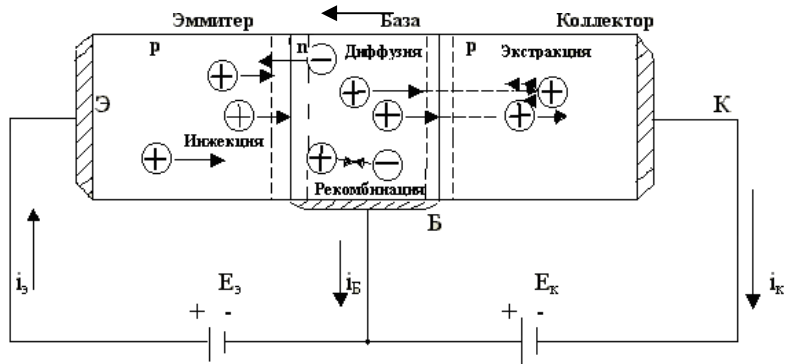 Эммитер База Коллектор
p n Диффузия p Экстракция
Э К
Инжекция
Рекомбинация
Б
iэ Eэ iБ Eк iк
+ - + -